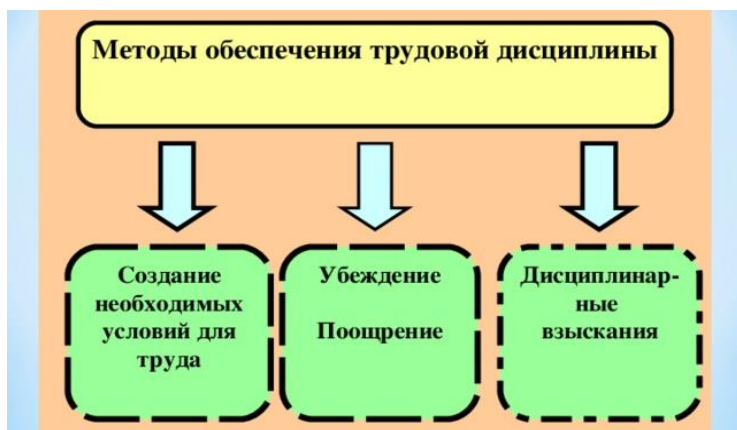 Методы обеспечения трудовой дисциплины
Создание
необходимых
условий для
труда
Убеждение
Поощрение
Дисциплинар-
ные
взыскания